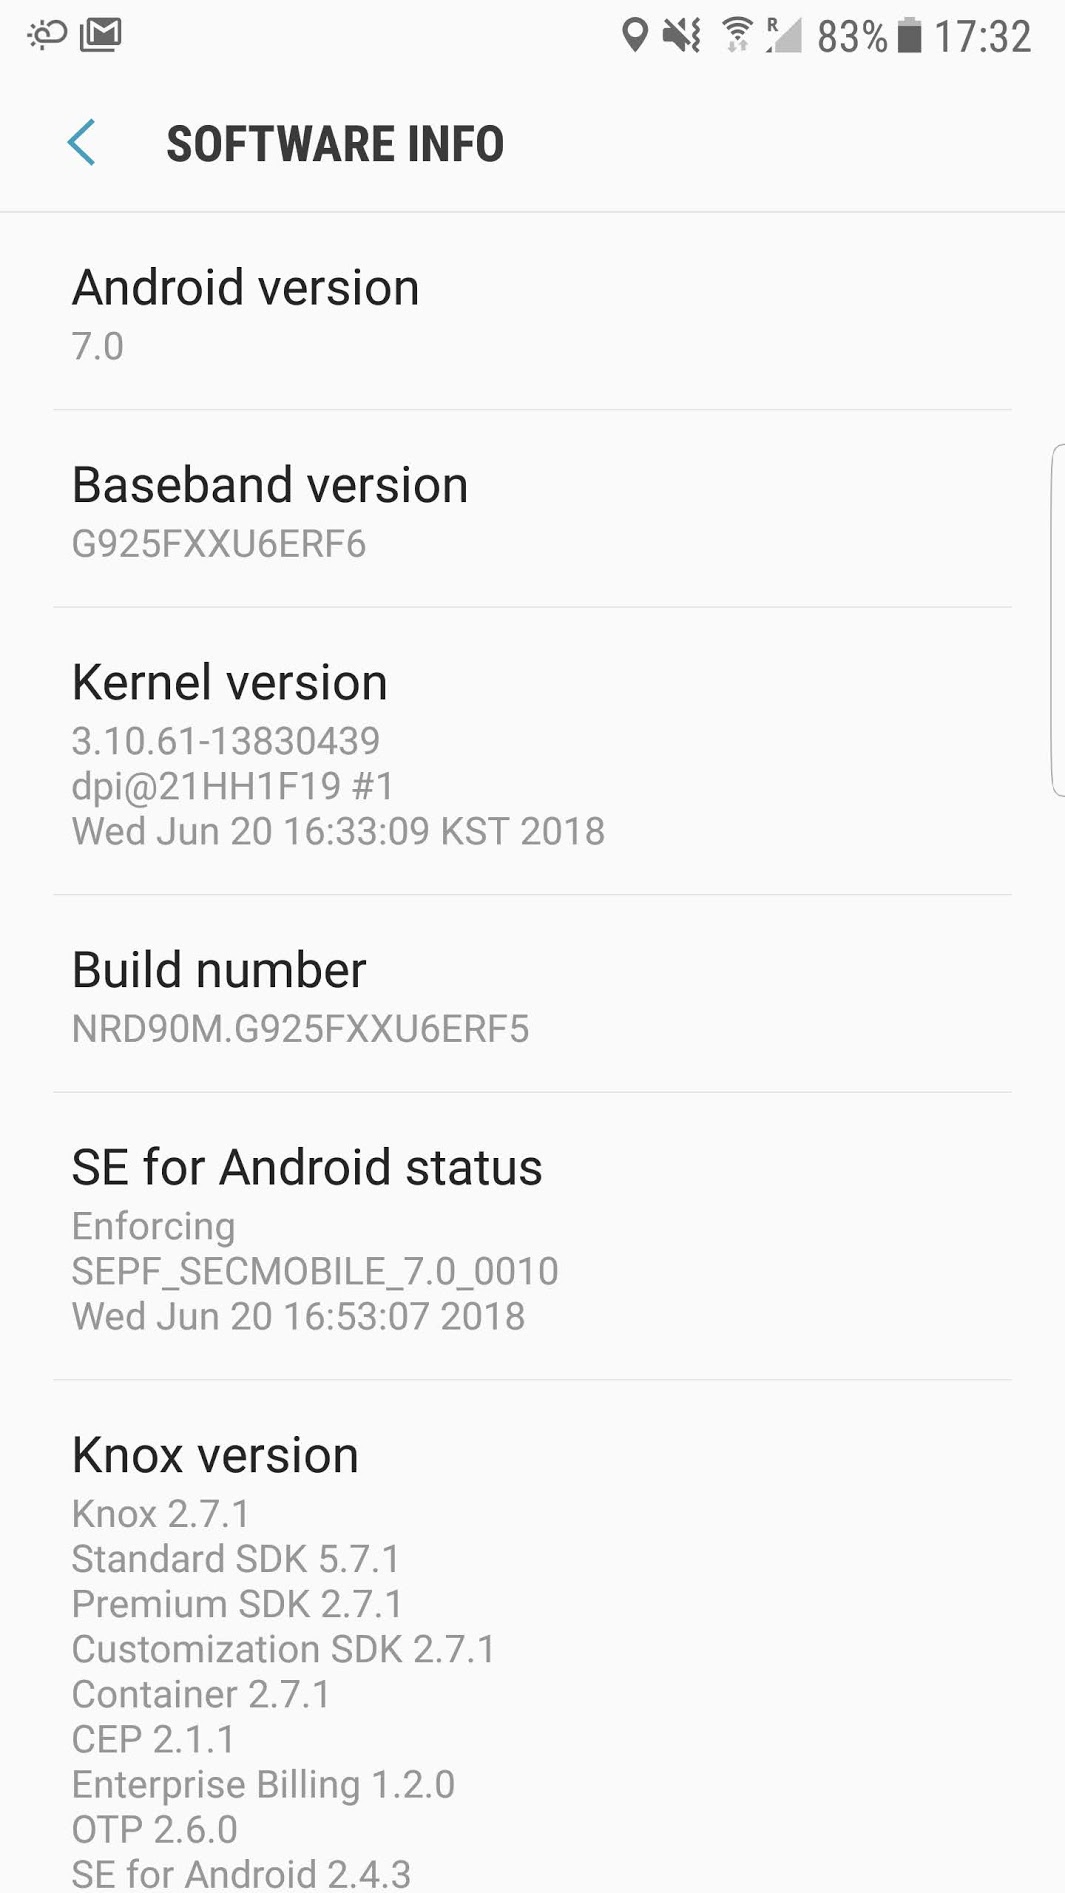 R 83% 17:32
SOFTWARE INFO
Android version
7.0
Baseband version
G925FXXU6ERF6
Kernel version
3.10.61-13830439
dpi@21HH1F19 #1
Wed Jun 20 16:33:09 KST 2018
Build number
NRD90M.G925FXXU6ERF5
SE for Android status
Enforcing
SEPF_SECMOBILE_7.0_0010
Wed Jun 20 16:53:07 2018
Knox version
Knox 2.7.1
Standard SDK 5.7.1
Premium SDK 2.7.1
Customization SDK 2.7.1
Container 2.7.1
CEP 2.1.1
Enterprise Billing 1.2.0
OTP 2.6.0
SE for Android 2.4.3